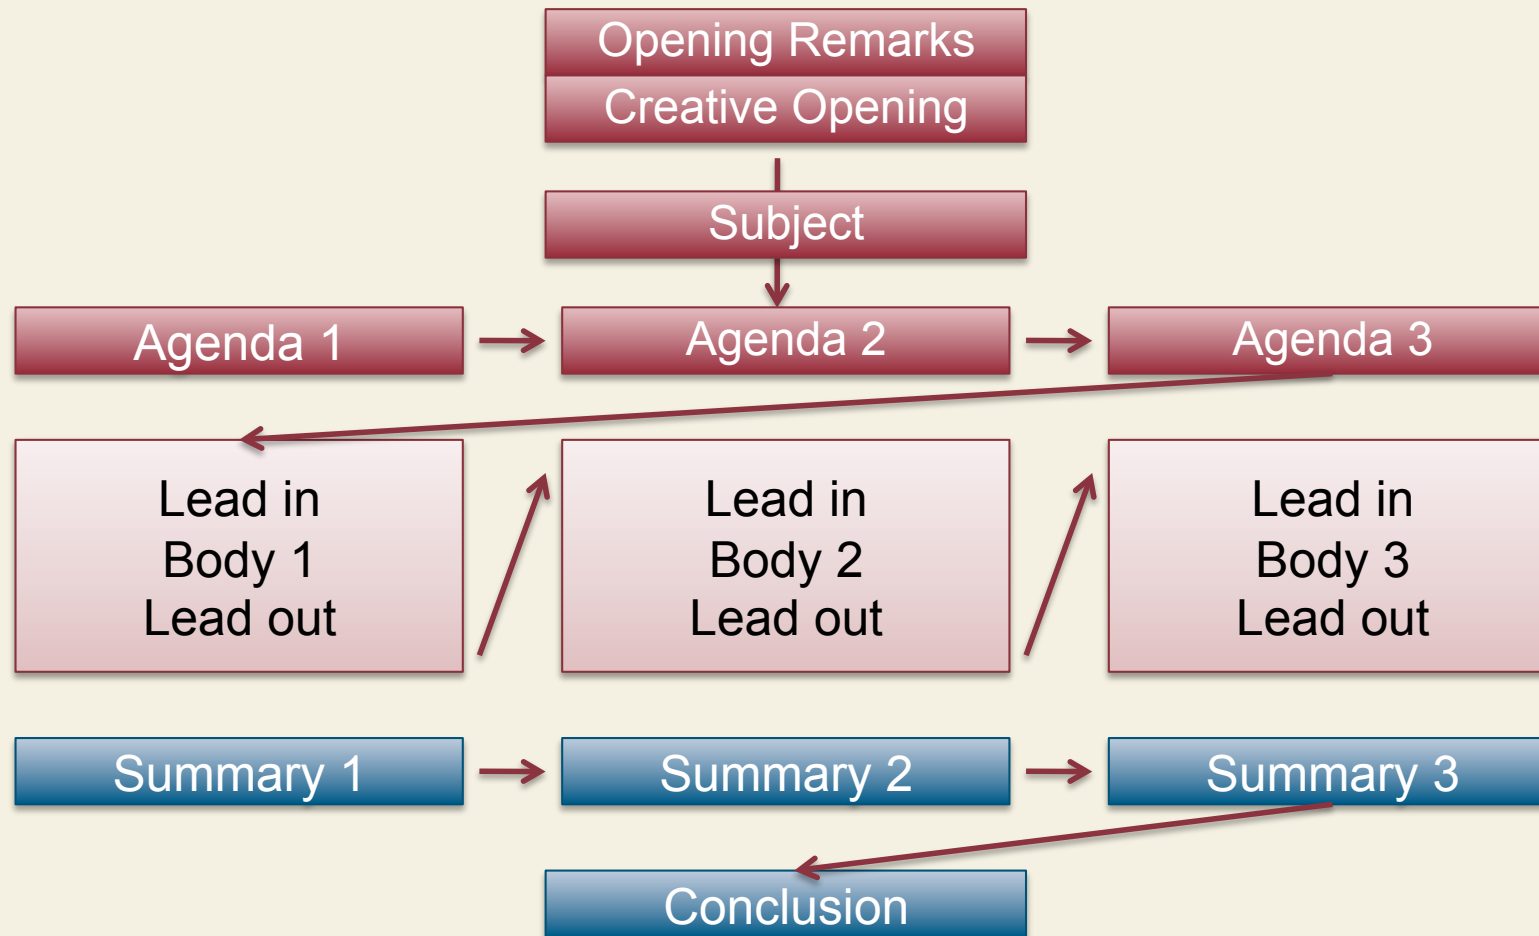 Opening Remarks
Creative Opening
Subject
Agenda 1
Agenda 2
Agenda 3
Lead in
Body 1
Lead out
Lead in
Body 2
Lead out
Lead in
Body 3
Lead out
Summary 1
Summary 2
Summary 3
Conclusion